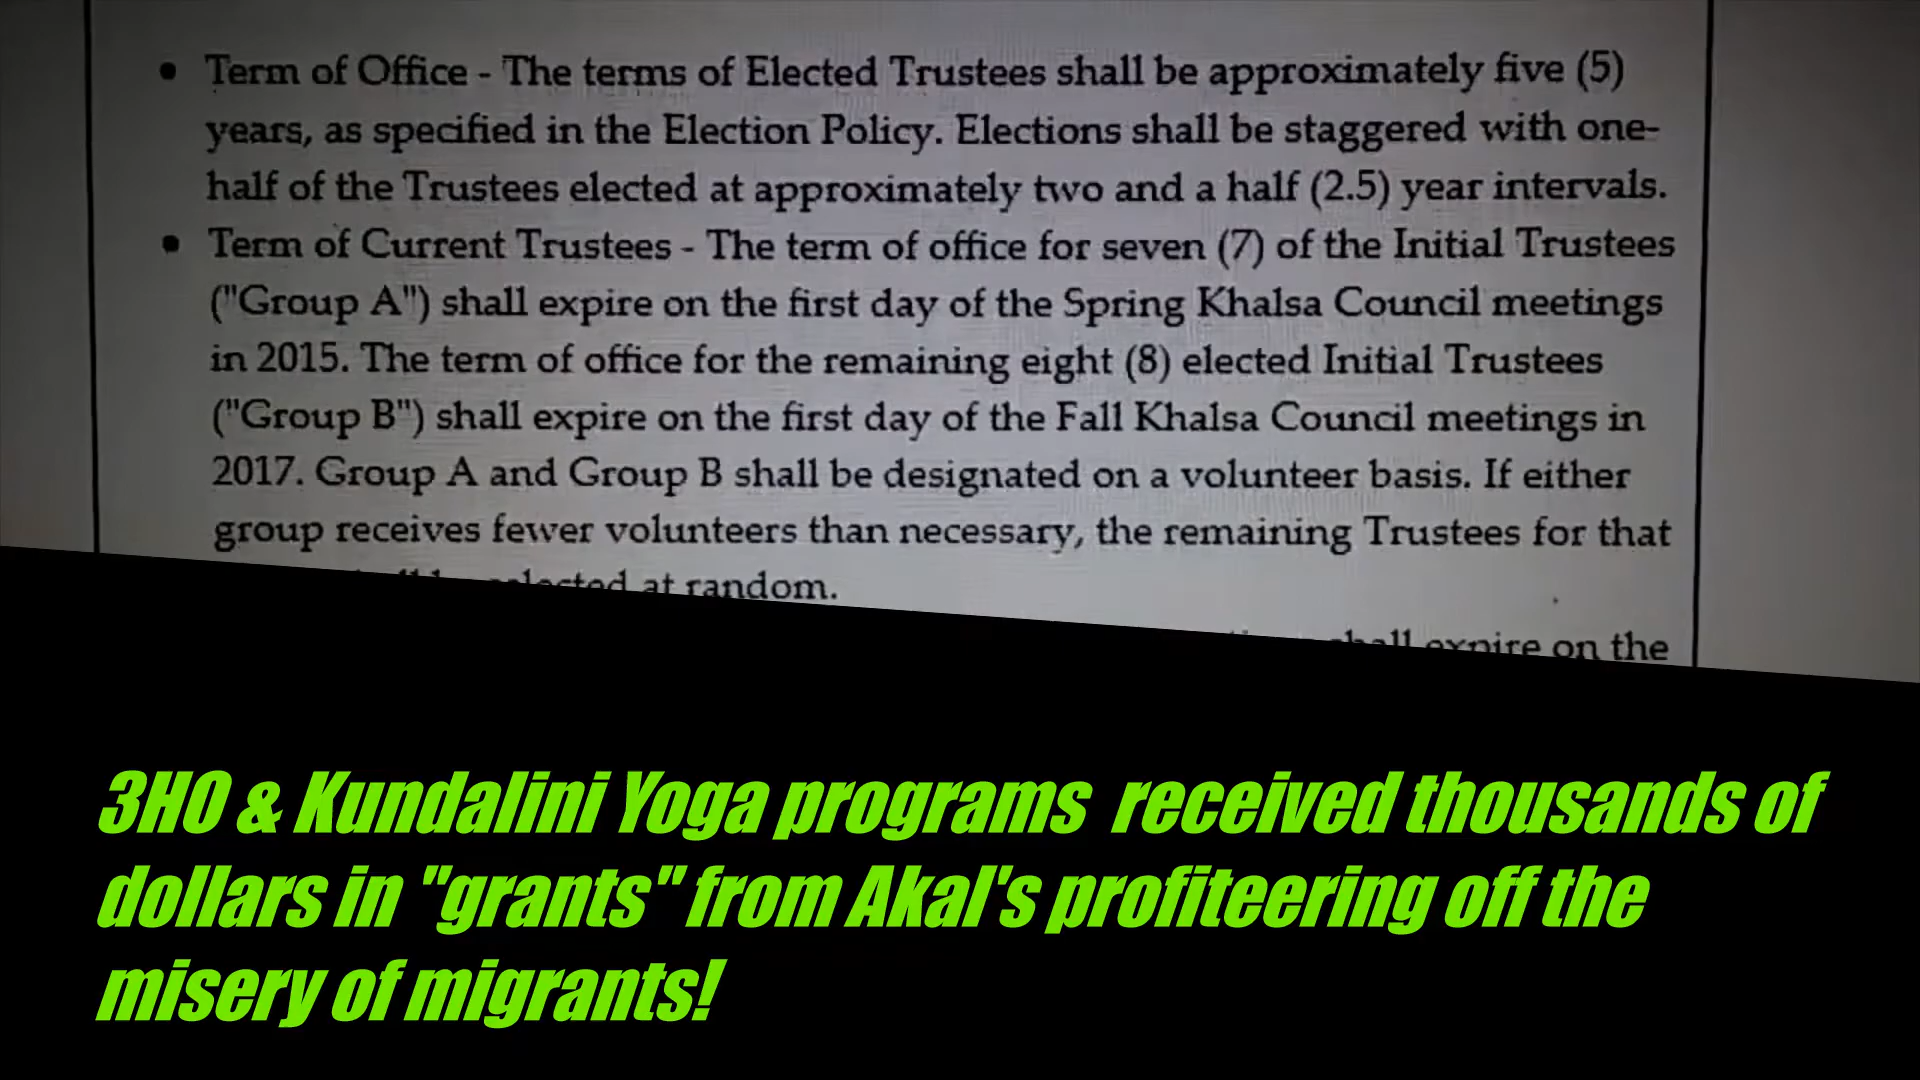 • Term of Office - The terms of Elected Trustees shall be approximately five (5)
years, as specified in the Election Policy. Elections shall be staggered with one-
half of the Trustees elected at approximately two and a half (2.5) year intervals.
• Term of Current Trustees - The term of office for seven (7) of the Initial Trustees
("Group A") shall expire on the first day of the Spring Khalsa Council meetings
in 2015. The term of office for the remaining eight (8) elected Initial Trustees
("Group B") shall expire on the first day of the Fall Khalsa Council meetings in
2017. Group A and Group B shall be designated on a volunteer basis. If either
group receives fewer volunteers than necessary, the remaining Trustees for that
at random.
shall expire on the
3HO & Kundalini Yoga programs received thousands of
dollars in "grants" from Akal's profiteering off the
misery of migrants!